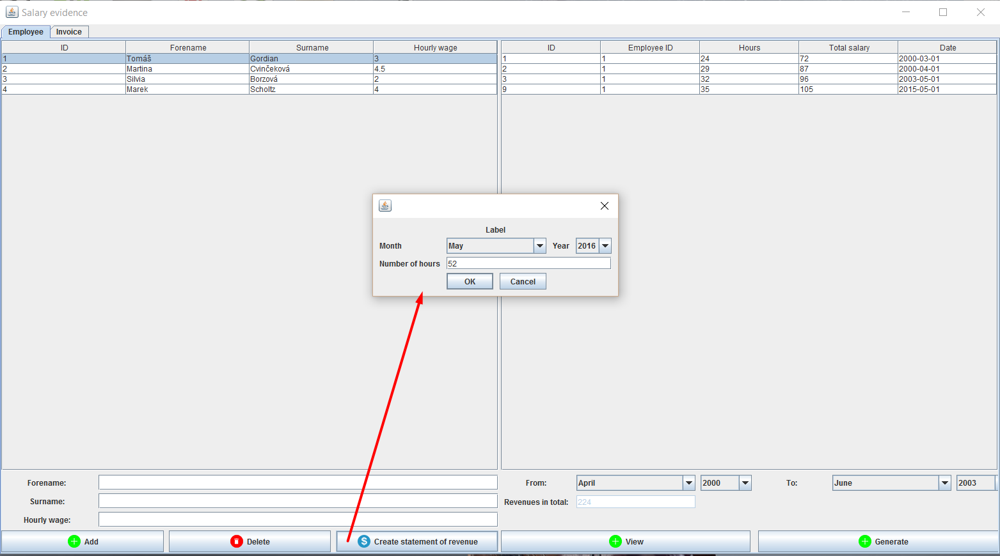 Salary evidence
Employee Invoice
ID Forename Surname Hourly wage
1 Tomáš Gordian 3
2 Martina Cvinčeková 4.5
3 Silvia Borzová 2
4 Marek Scholtz 4
ID Employee ID Hours Total salary Date
1 1 24 72 2000-03-01
2 1 29 87 2000-04-01
3 1 32 96 2003-05-01
9 1 35 105 2015-05-01
Label
Month May Year 2016
Number of hours 52
OK Cancel
Forename:
Surname:
Hourly wage:
From: April 2000 To: June 2003
Revenues in total: 224
Add Delete $ Create statement of revenue View Generate